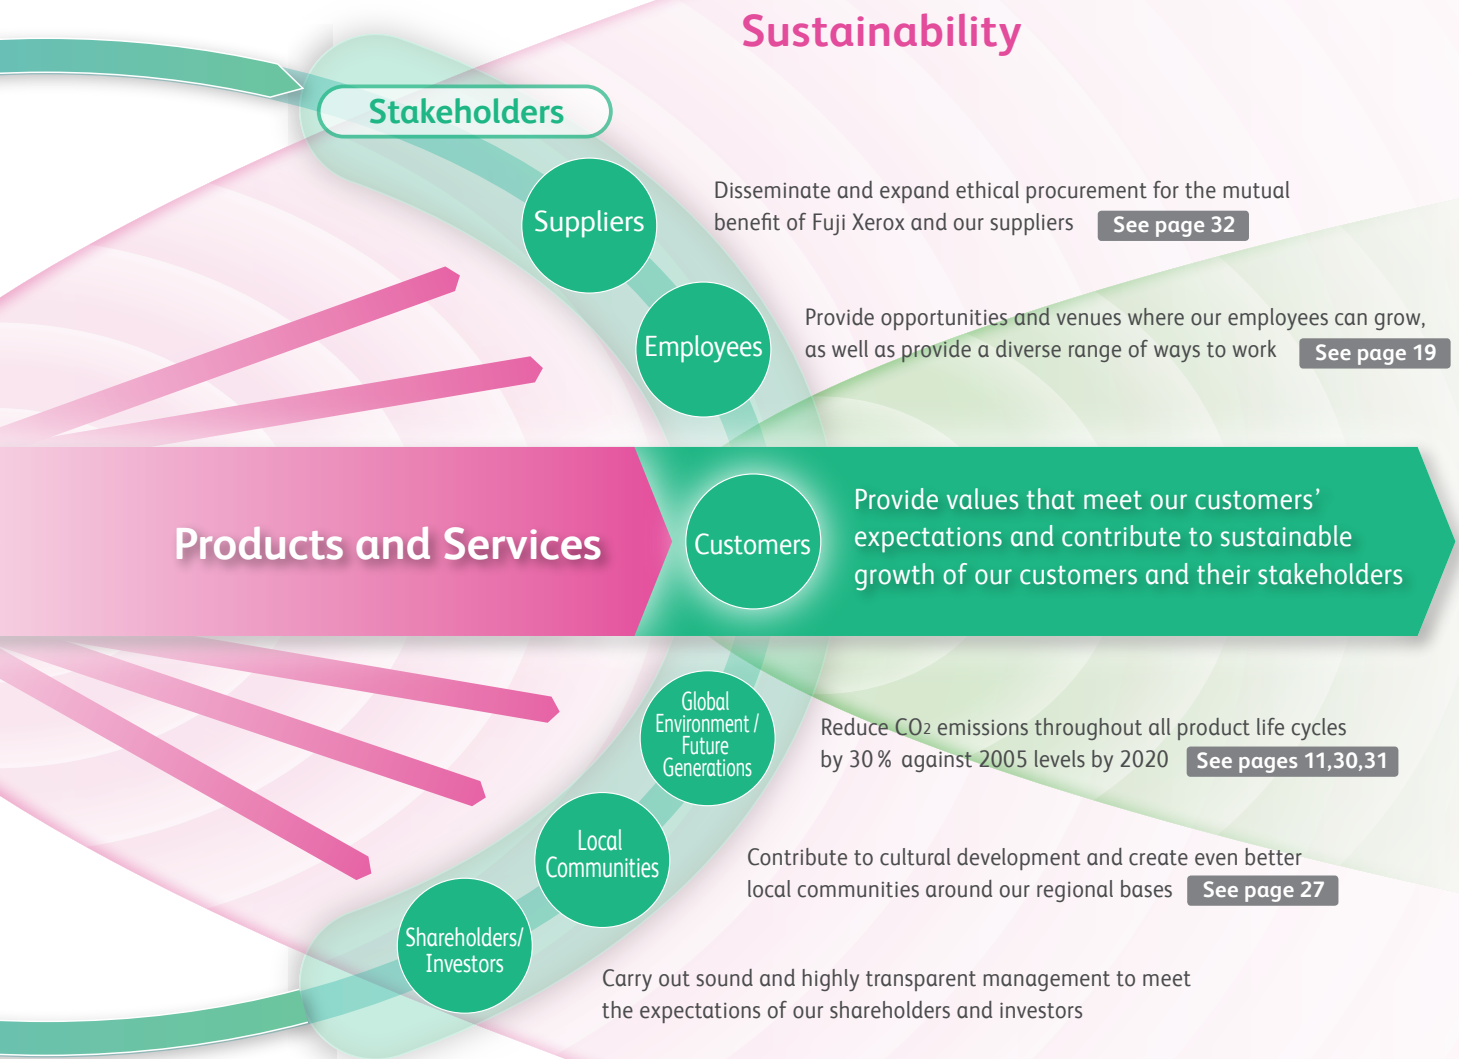 Sustainability
Stakeholders
Suppliers
Disseminate and expand ethical procurement for the mutual
benefit of Fuji Xerox and our suppliers See page 32
Employees
Provide opportunities and venues where our employees can grow,
as well as provide a diverse range of ways to work See page 19
Products and Services
Customers
Provide values that meet our customers’
expectations and contribute to sustainable
growth of our customers and their stakeholders
Global
Environment /
Future
Generations
Reduce CO2 emissions throughout all product life cycles
by 30 % against 2005 levels by 2020 See pages 11,30,31
Local
Communities
Contribute to cultural development and create even better
local communities around our regional bases See page 27
Shareholders/
Investors
Carry out sound and highly transparent management to meet
the expectations of our shareholders and investors